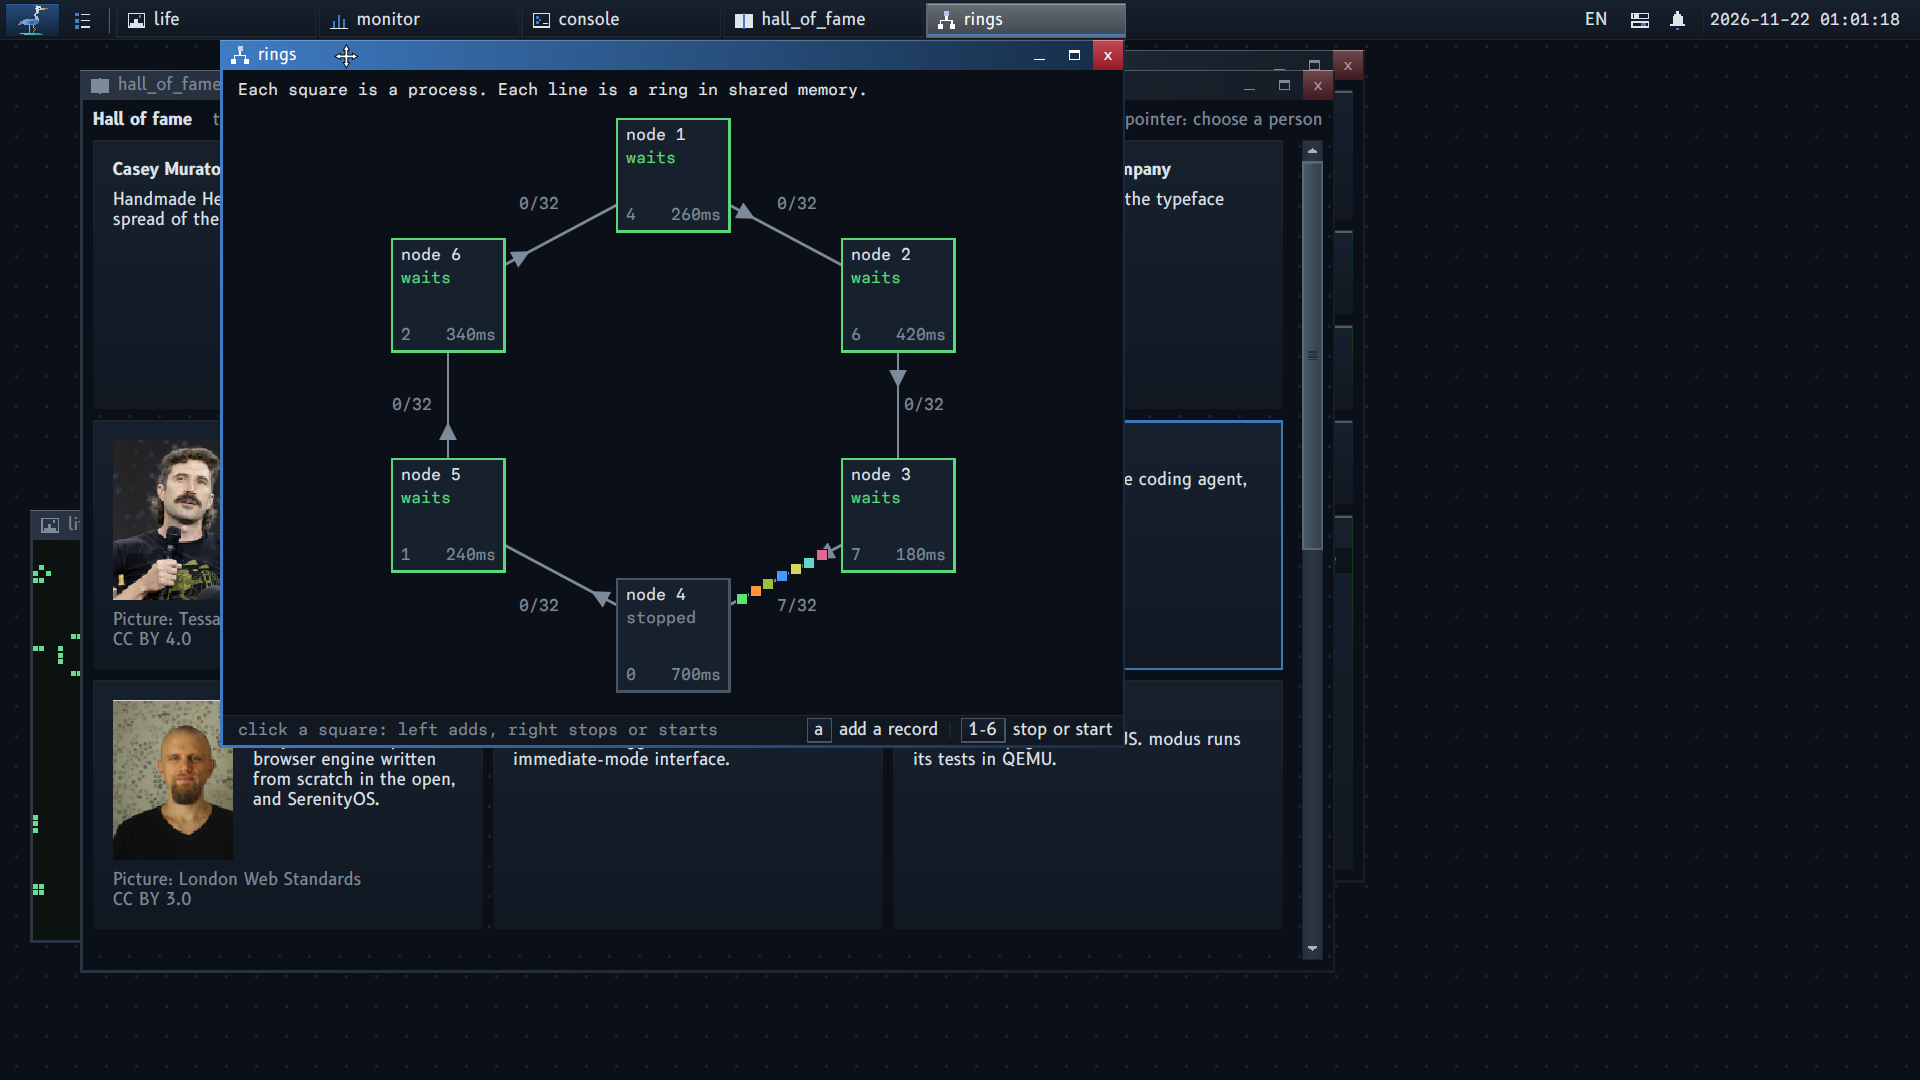 life
monitor
console
hall_of_fame
rings
EN
2026-11-22 01:01:18
rings
x
x
hall_of_fame
x
Each square is a process. Each line is a ring in shared memory.
Hall of fame
pointer: choose a person
node 1
waits
4 260ms
0/32
0/32
node 6
waits
2 340ms
node 2
waits
6 420ms
0/32
0/32
node 5
waits
1 240ms
node 3
waits
7 180ms
0/32
7/32
node 4
stopped
0 700ms
click a square: left adds, right stops or starts
a add a record
1-6 stop or start
Casey Murato
Handmade He
spread of the
mpany
the typeface
Picture: Tessa
CC BY 4.0
e coding agent,
li
browser engine written
from scratch in the open,
and SerenityOS.
Picture: London Web Standards
CC BY 3.0
immediate-mode interface.
JS. modus runs
its tests in QEMU.